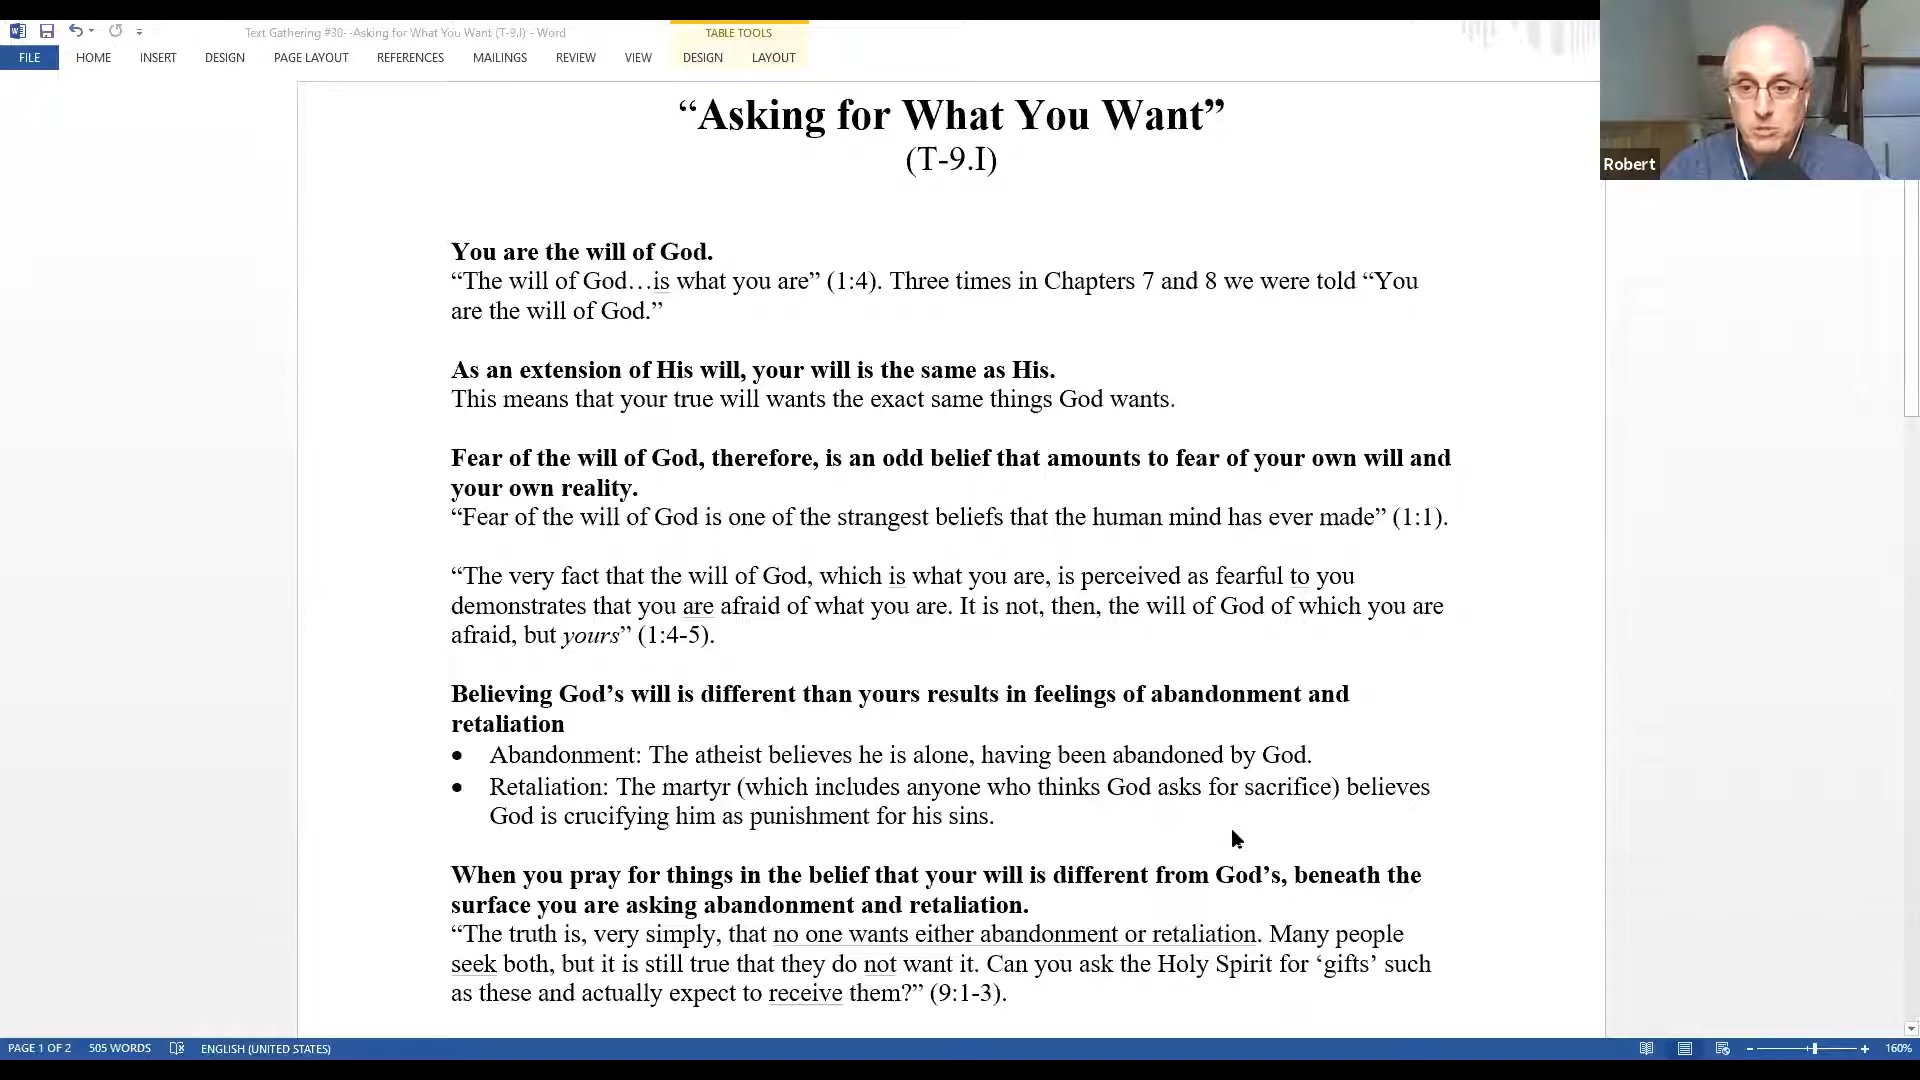 Text Gathering #30--Asking for What You Want (T-9.I) - Word
TABLE TOOLS
FILE HOME INSERT DESIGN PAGE LAYOUT REFERENCES MAILINGS REVIEW VIEW DESIGN LAYOUT
Robert
“Asking for What You Want”
(T-9.I)
You are the will of God.
“The will of God…is what you are” (1:4). Three times in Chapters 7 and 8 we were told “You
are the will of God.”
As an extension of His will, your will is the same as His.
This means that your true will wants the exact same things God wants.
Fear of the will of God, therefore, is an odd belief that amounts to fear of your own will and
your own reality.
“Fear of the will of God is one of the strangest beliefs that the human mind has ever made” (1:1).
“The very fact that the will of God, which is what you are, is perceived as fearful to you
demonstrates that you are afraid of what you are. It is not, then, the will of God of which you are
afraid, but yours” (1:4-5).
Believing God’s will is different than yours results in feelings of abandonment and
retaliation
• Abandonment: The atheist believes he is alone, having been abandoned by God.
• Retaliation: The martyr (which includes anyone who thinks God asks for sacrifice) believes
God is crucifying him as punishment for his sins.
When you pray for things in the belief that your will is different from God’s, beneath the
surface you are asking abandonment and retaliation.
“The truth is, very simply, that no one wants either abandonment or retaliation. Many people
seek both, but it is still true that they do not want it. Can you ask the Holy Spirit for ‘gifts’ such
as these and actually expect to receive them?” (9:1-3).
PAGE 1 OF 2 505 WORDS ENGLISH (UNITED STATES) 160%